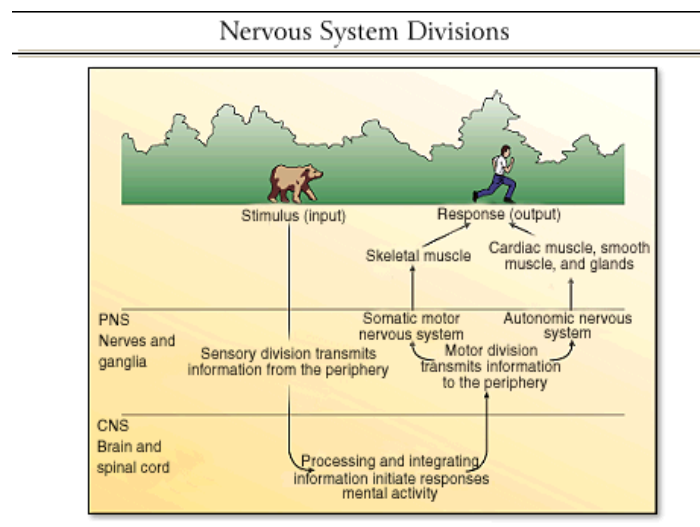 Nervous System Divisions
Stimulus (input)
Response (output)
Skeletal muscle
Cardiac muscle, smooth
muscle, and glands
PNS
Nerves and
ganglia
Somatic motor
nervous system
Autonomic nervous
system
Sensory division transmits
information from the periphery
Motor division
transmits information
to the periphery
CNS
Brain and
spinal cord
Processing and integrating
information initiate responses
mental activity